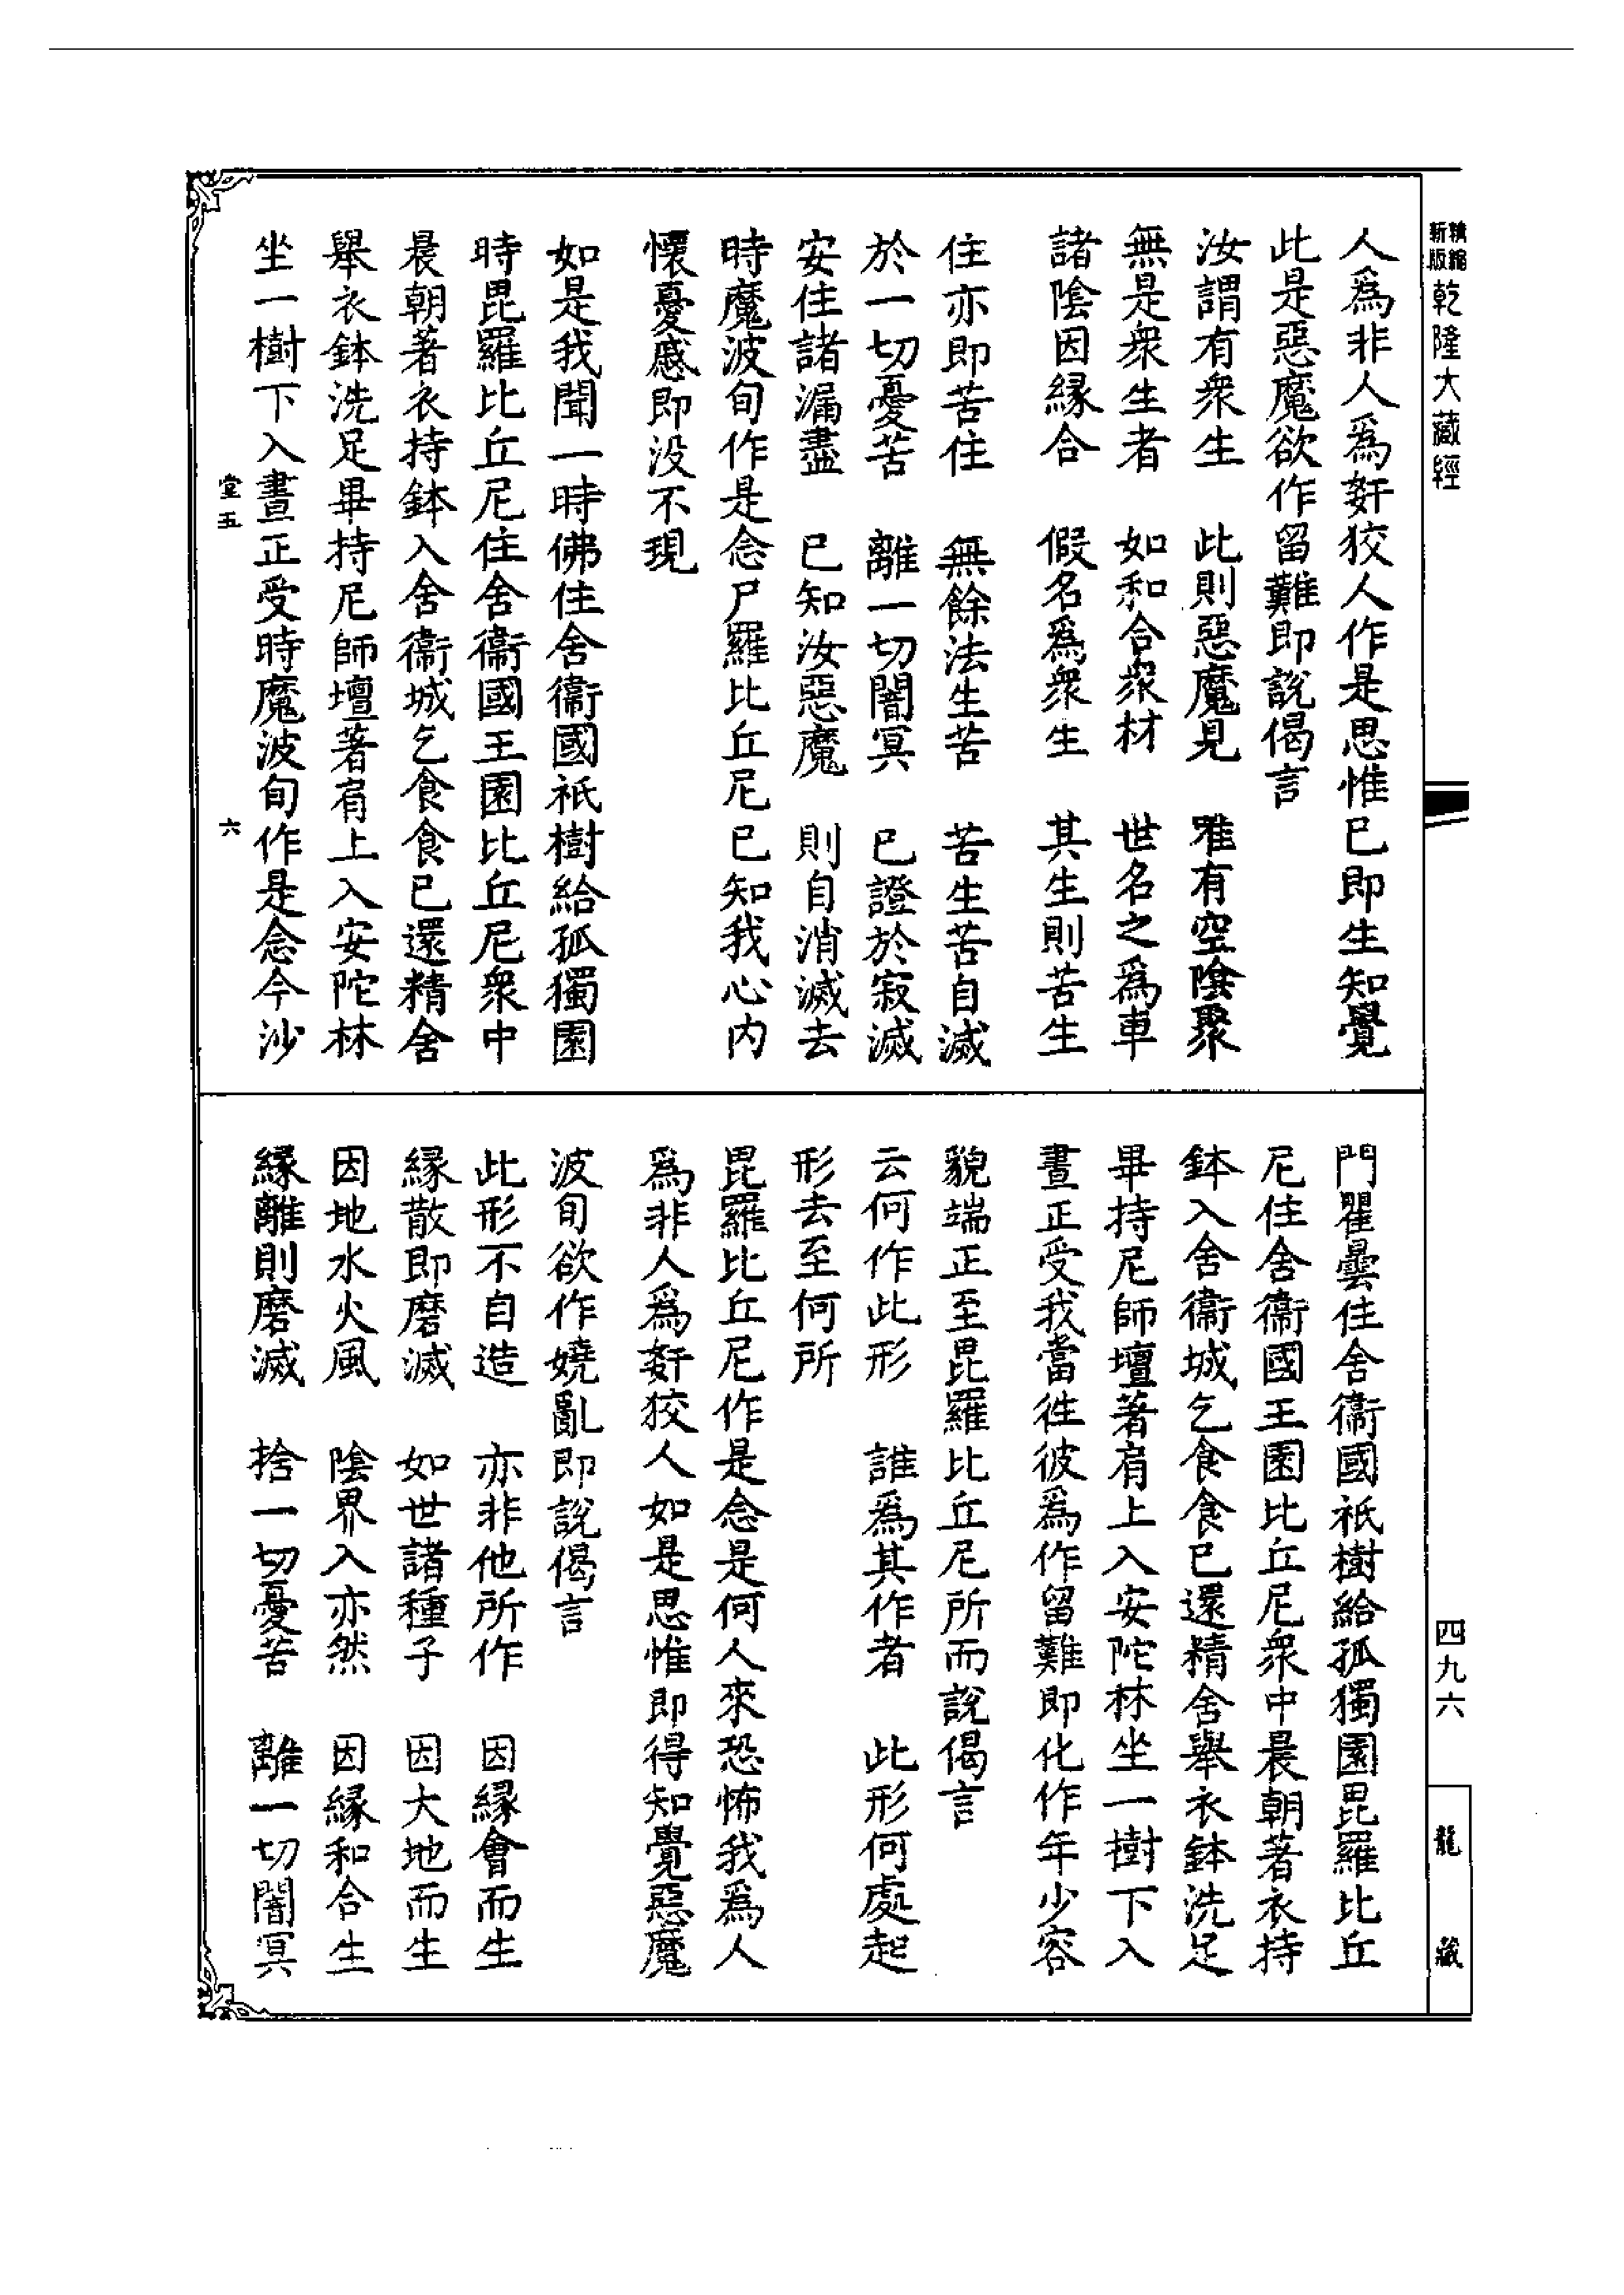 精縮新版乾隆大藏經
人爲非人爲姧狡人作是思惟已即生知覺
此是惡魔欲作留難即說偈言
汝謂有衆生　此則惡魔見　唯有空陰聚
無是衆生者　如和合衆材　世名之爲車
諸陰因縁合　假名爲衆生　其生則苦生
住亦即苦住　無餘法生苦　苦生苦自滅
於一切憂苦　離一切闇冥　已證於寂滅
安住諸漏盡　已知汝惡魔　則自消滅去
時魔波旬作是念尸羅比丘尼已知我心内
懷憂慼即没不現
如是我聞一時佛住舍衞國祇樹給孤獨園
時毘羅比丘尼住舍衞國王園比丘尼衆中
晨朝著衣持鉢入舍衞城乞食食已還精舍
舉衣鉢洗足畢持尼師壇著肩上入安陀林
坐一樹下入晝正受時魔波旬作是念今沙
堂五　六
門瞿曇住舍衞國祇樹給孤獨園毘羅比丘
尼住舍衞國王園比丘尼衆中晨朝著衣持
鉢入舍衞城乞食食已還精舍舉衣鉢洗足
畢持尼師壇著肩上入安陀林坐一樹下入
晝正受我當徃彼爲作留難即化作年少容
貌端正至毘羅比丘尼所而說偈言
云何作此形　誰爲其作者　此形何處起
形去至何所
毘羅比丘尼作是念是何人來恐怖我爲人
爲非人爲姧狡人如是思惟即得知覺惡魔
波旬欲作嬈亂即說偈言
此形不自造　亦非他所作　因縁會而生
縁散即磨滅　如世諸種子　因大地而生
因地水火風　陰界入亦然　因縁和合生
縁離則磨滅　捨一切憂苦　離一切闇冥
四九六
龍藏